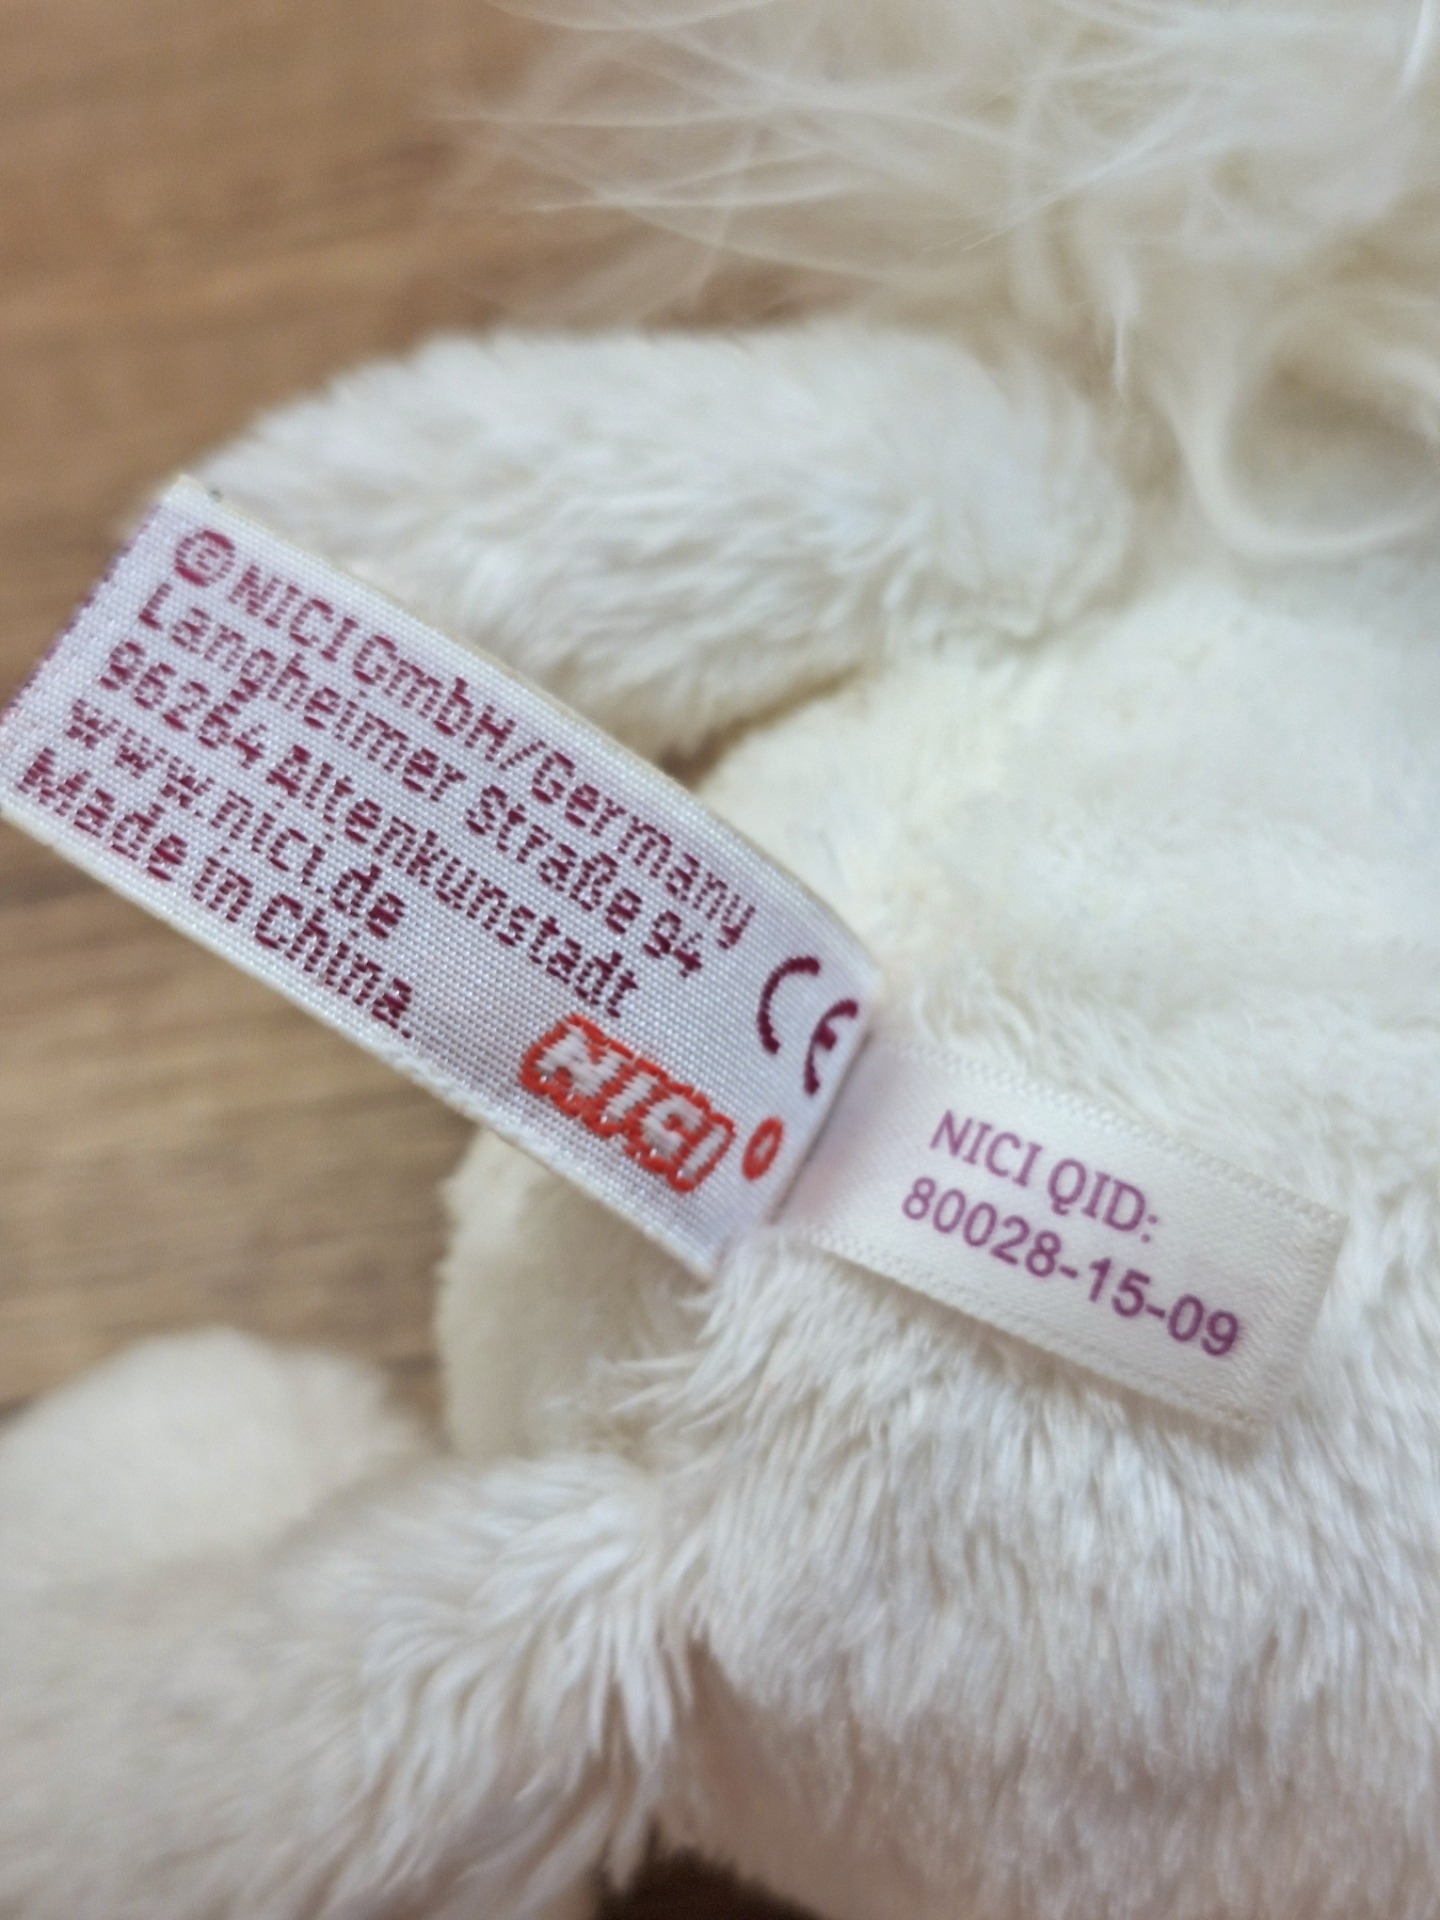 © NICI GmbH/Germany
Langheimer Straße 94
96264 Altenkunstadt
www.nici.de
Made in China.
CE
NICI
NICI QID:
80028-15-09